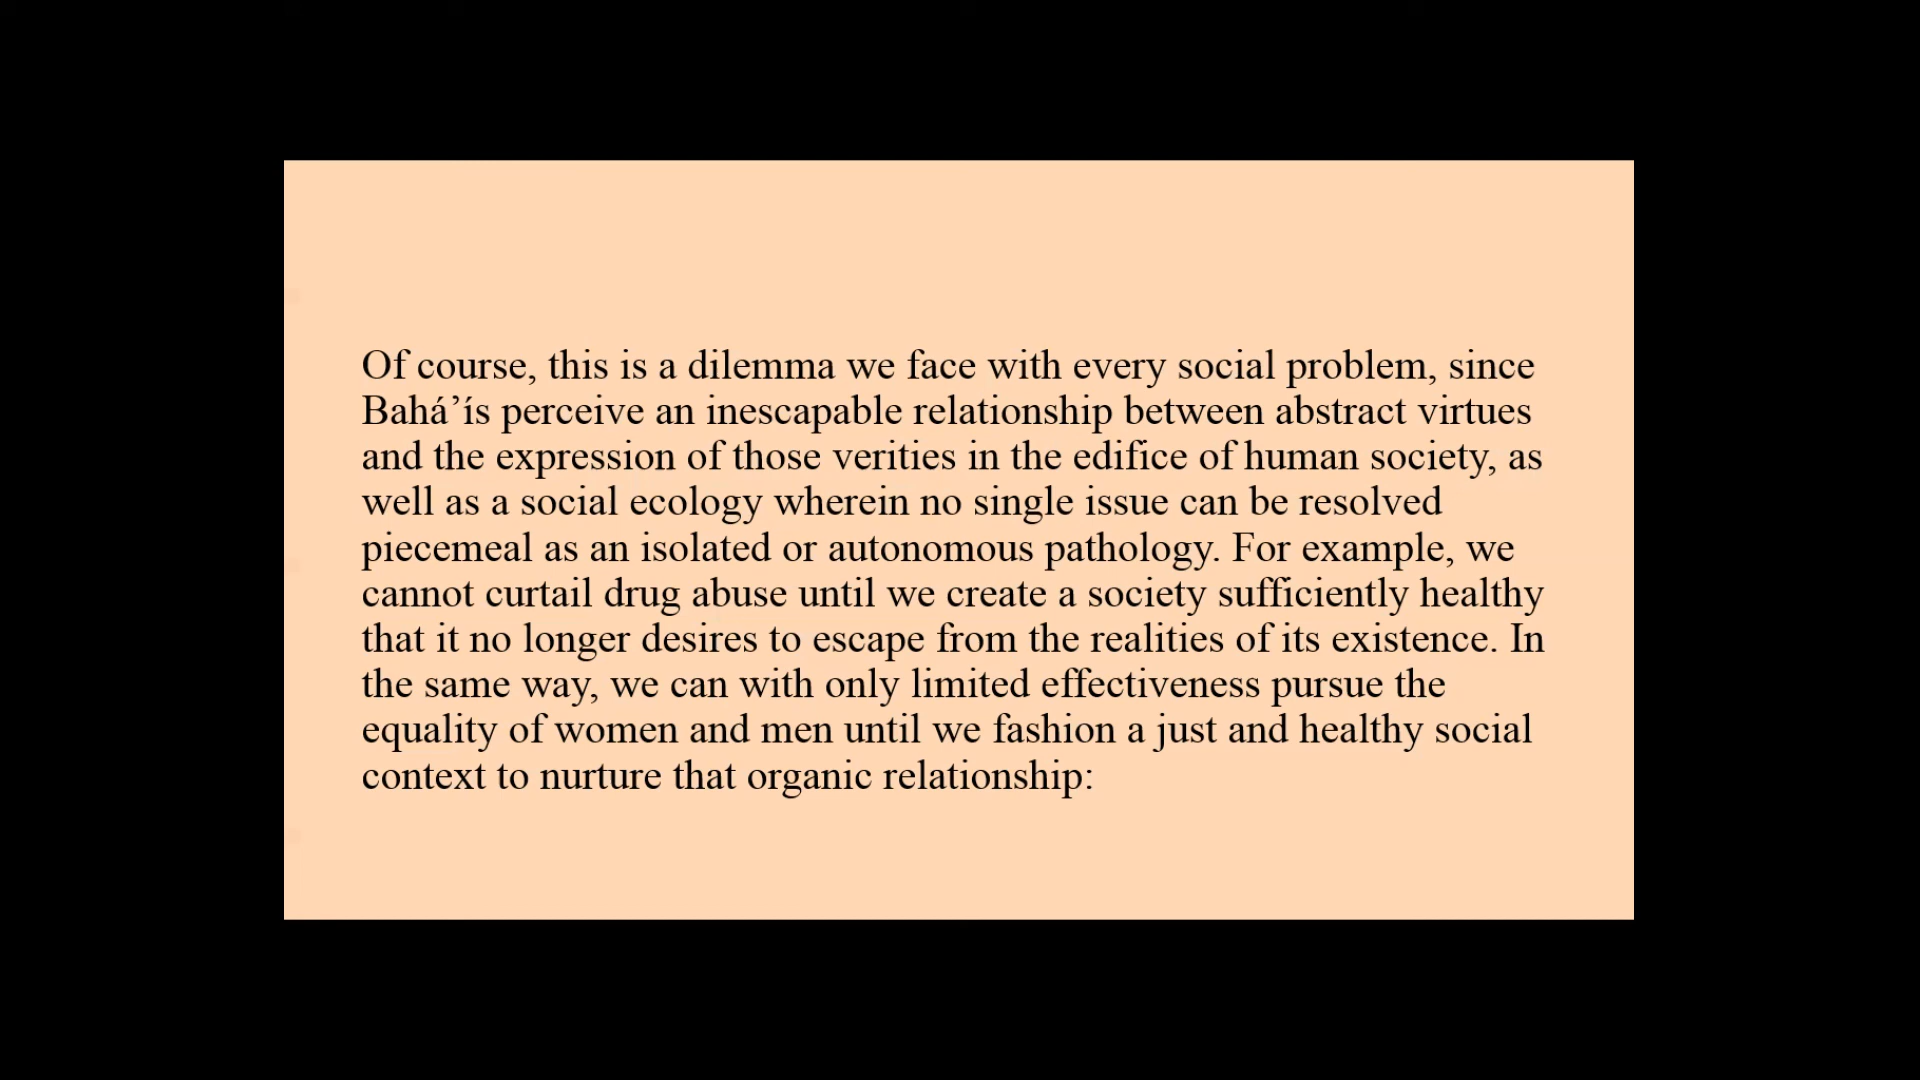 Of course, this is a dilemma we face with every social problem, since
Bahá’ís perceive an inescapable relationship between abstract virtues
and the expression of those verities in the edifice of human society, as
well as a social ecology wherein no single issue can be resolved
piecemeal as an isolated or autonomous pathology. For example, we
cannot curtail drug abuse until we create a society sufficiently healthy
that it no longer desires to escape from the realities of its existence. In
the same way, we can with only limited effectiveness pursue the
equality of women and men until we fashion a just and healthy social
context to nurture that organic relationship: